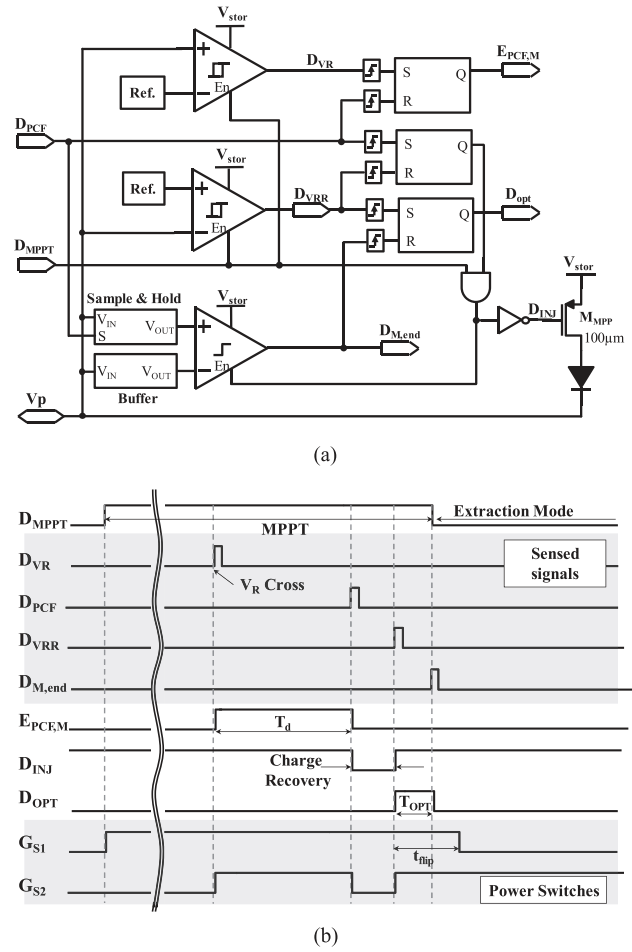 V_stor
D_VR
E_PCF,M
+
−
En
Ref.
S
Q
R
D_PCF
V_stor
S
Q
R
Ref.
+
−
En
D_VRR
S
Q
R
D_opt
D_MPPT
V_stor
Sample & Hold
V_IN
V_OUT
S
+
−
En
D_M,end
D_INJ
V_stor
M_MPP
100μm
V_IN
V_OUT
Buffer
Vp
(a)
D_MPPT
MPPT
Extraction Mode
D_VR
V_R Cross
Sensed
signals
D_PCF
D_VRR
D_M,end
E_PCF,M
T_d
D_INJ
Charge
Recovery
D_OPT
T_OPT
G_S1
t_flip
G_S2
Power Switches
(b)